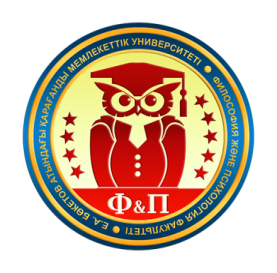 Е.А. БӨКЕТОВ АТЫНДАҒЫ ҚАРАҒАНДЫ МЕМЛЕКЕТТІК УНИВЕРСИТЕТІ
ФИЛОСОФИЯ ЖӘНЕ ПСИХОЛОГИЯ ФАКУЛЬТЕТІ
Ф&П